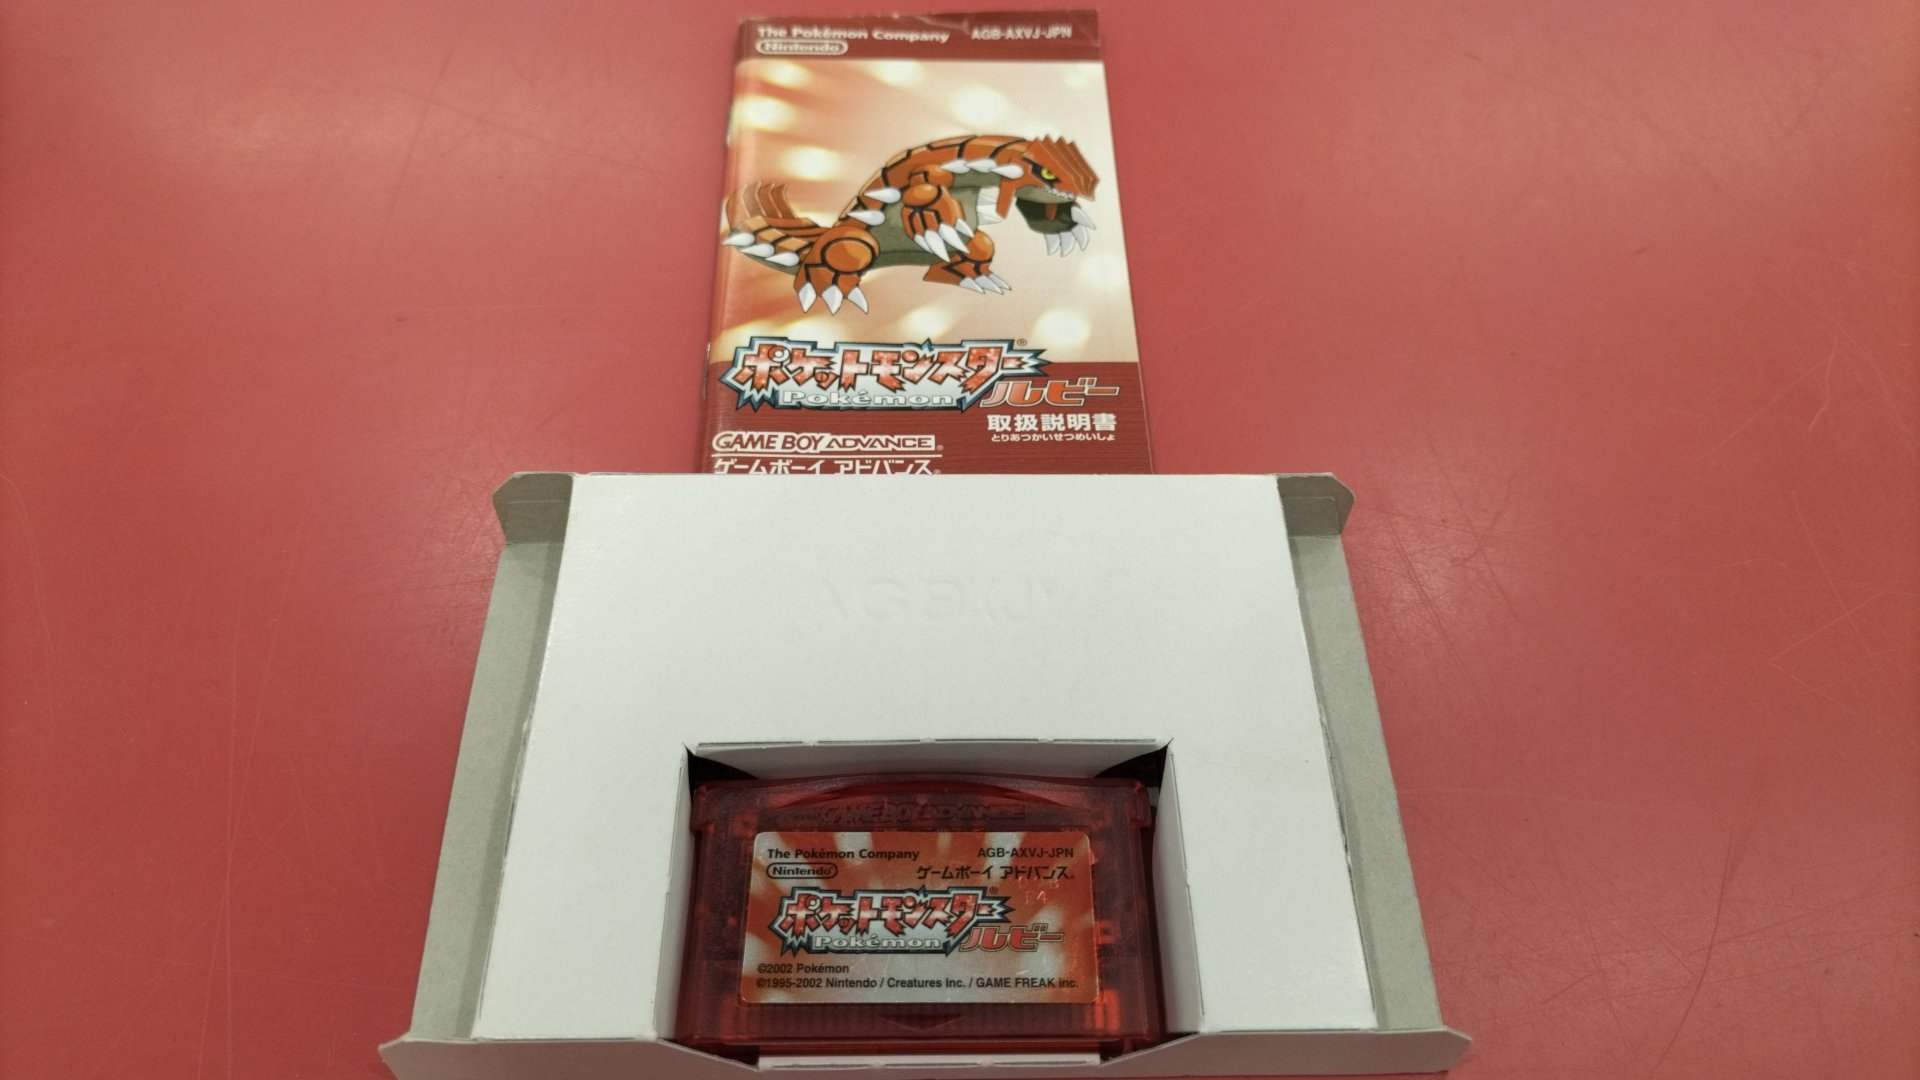 The Pokémon Company AGB-AXVJ-JPN
Nintendo
ポケットモンスター®
Pokémon ルビー
取扱説明書
とりあつかいせつめいしょ
GAME BOY ADVANCE®
ゲームボーイ アドバンス®
AGB(J)
GAME BOY ADVANCE
The Pokémon Company AGB-AXVJ-JPN
Nintendo ゲームボーイ アドバンス®
ポケットモンスター®
Pokémon ルビー
©2002 Pokémon
©1995-2002 Nintendo / Creatures Inc. / GAME FREAK inc.